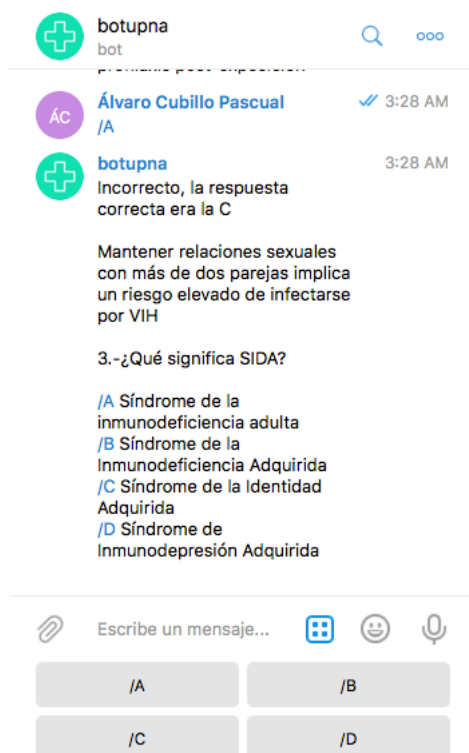 botupna
bot
Álvaro Cubillo Pascual
3:28 AM
ÁC
/A
botupna
3:28 AM
Incorrecto, la respuesta
correcta era la C
Mantener relaciones sexuales
con más de dos parejas implica
un riesgo elevado de infectarse
por VIH
3.-¿Qué significa SIDA?
/A Síndrome de la
inmunodeficiencia adulta
/B Síndrome de la
Inmunodeficiencia Adquirida
/C Síndrome de la Identidad
Adquirida
/D Síndrome de
Inmunodepresión Adquirida
Escribe un mensaje...
/A
/B
/C
/D